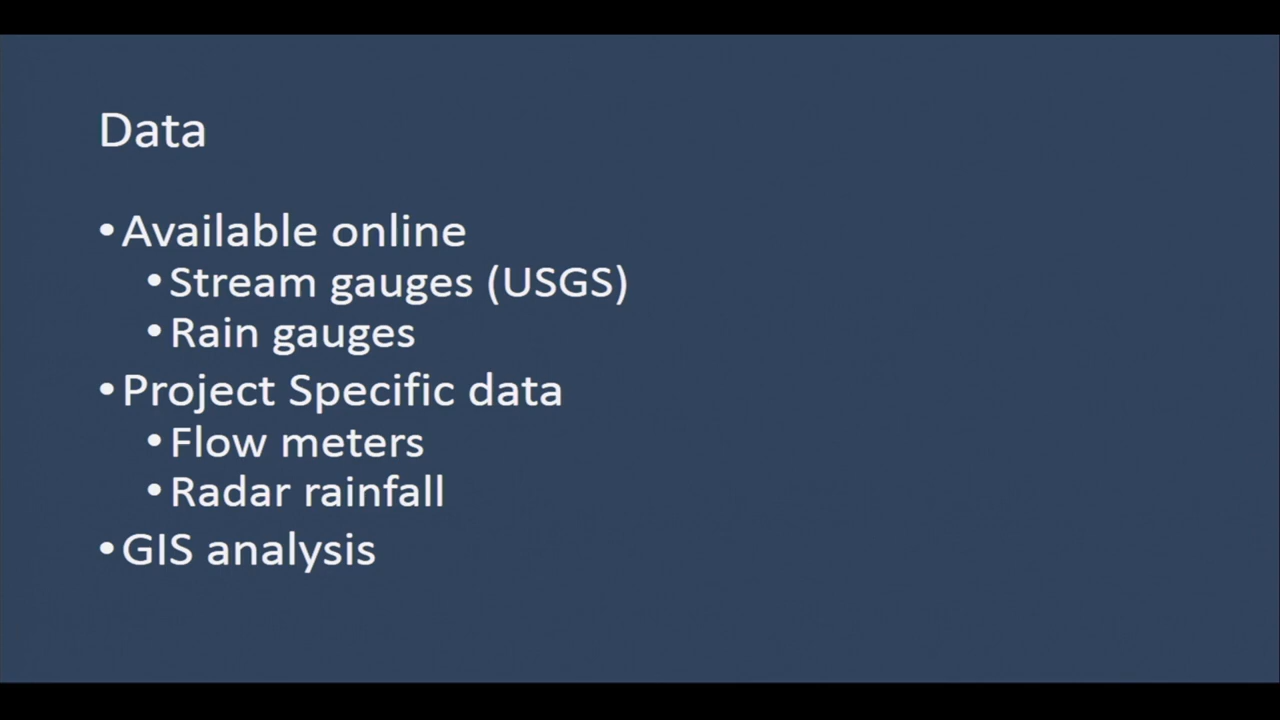 Data
• Available online
• Stream gauges (USGS)
• Rain gauges
• Project Specific data
• Flow meters
• Radar rainfall
• GIS analysis